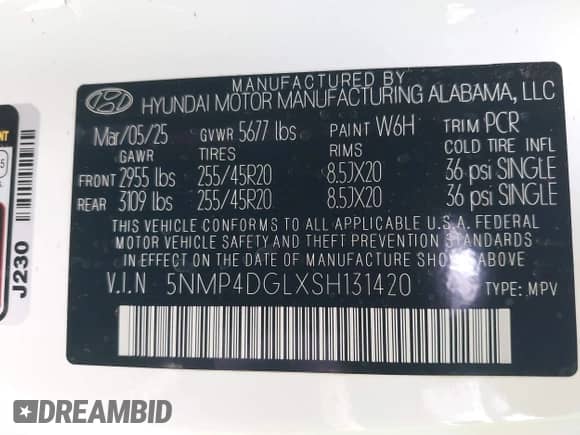 MANUFACTURED BY
HYUNDAI MOTOR MANUFACTURING ALABAMA, LLC
Mar/05/25 GVWR 5677 lbs PAINT W6H TRIM PCR
GAWR TIRES RIMS COLD TIRE INFL
FRONT 2955 lbs 255/45R20 8.5JX20 36 psi SINGLE
REAR 3109 lbs 255/45R20 8.5JX20 36 psi SINGLE
THIS VEHICLE CONFORMS TO ALL APPLICABLE U.S.A. FEDERAL
MOTOR VEHICLE SAFETY AND THEFT PREVENTION STANDARDS
IN EFFECT ON THE DATE OF MANUFACTURE SHOWN ABOVE.
V.I.N 5NMP4DGLXSH131420 TYPE: MPV
J230
DREAMBID